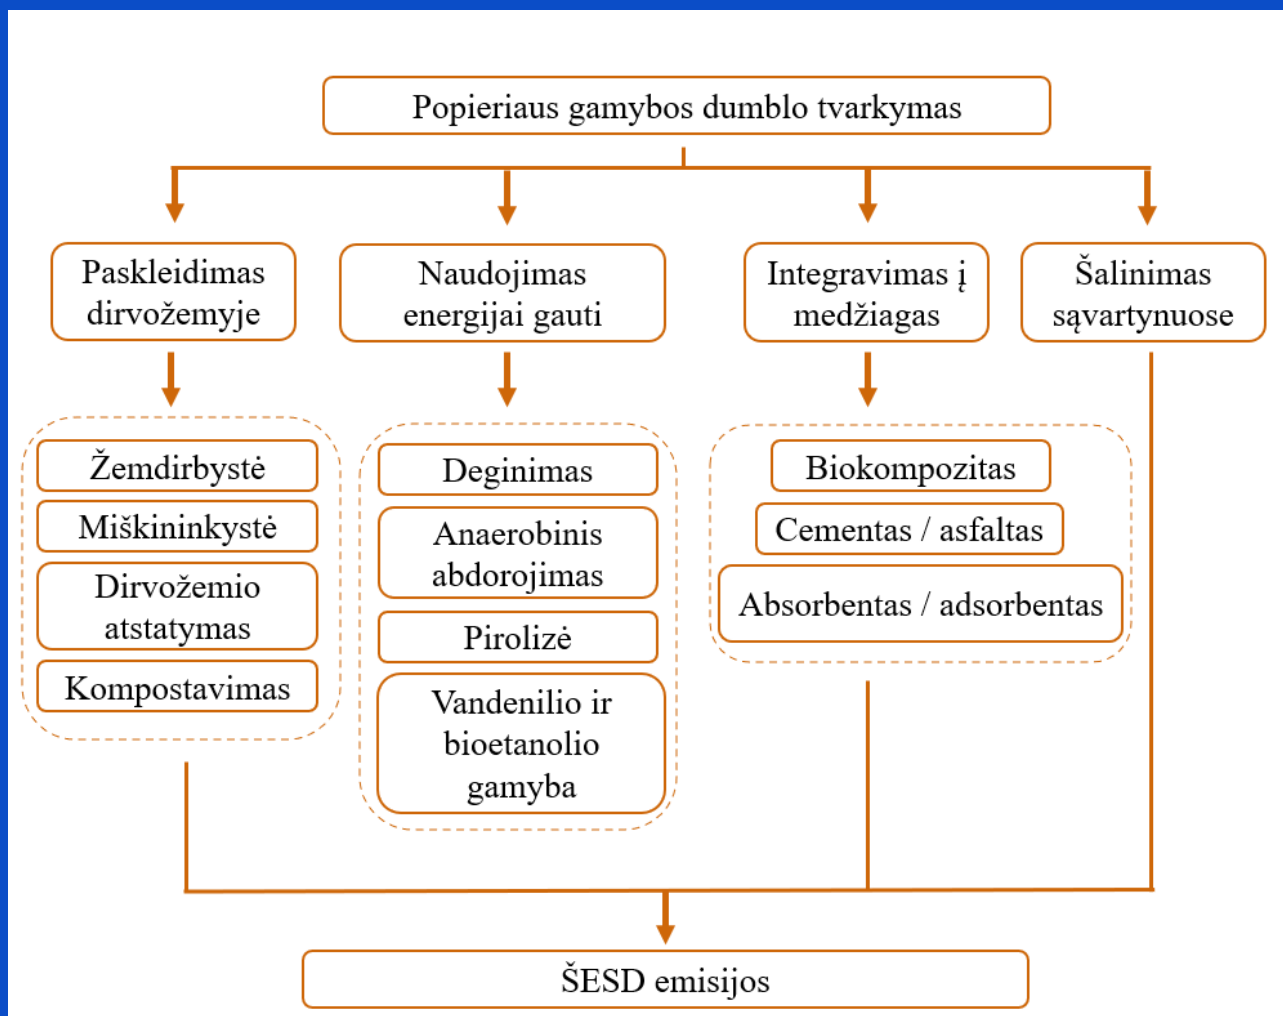 Popieriaus gamybos dumblo tvarkymas
Paskleidimas
dirvožemyje
Naudojimas
energijai gauti
Integravimas į
medžiagas
Šalinimas
sąvartynuose
Žemdirbystė
Miškininkystė
Dirvožemio
atstatymas
Kompostavimas
Deginimas
Anaerobinis
abdorojimas
Pirolizė
Vandenilio ir
bioetanolio
gamyba
Biokompozitas
Cementas / asfaltas
Absorbentas / adsorbentas
ŠESD emisijos